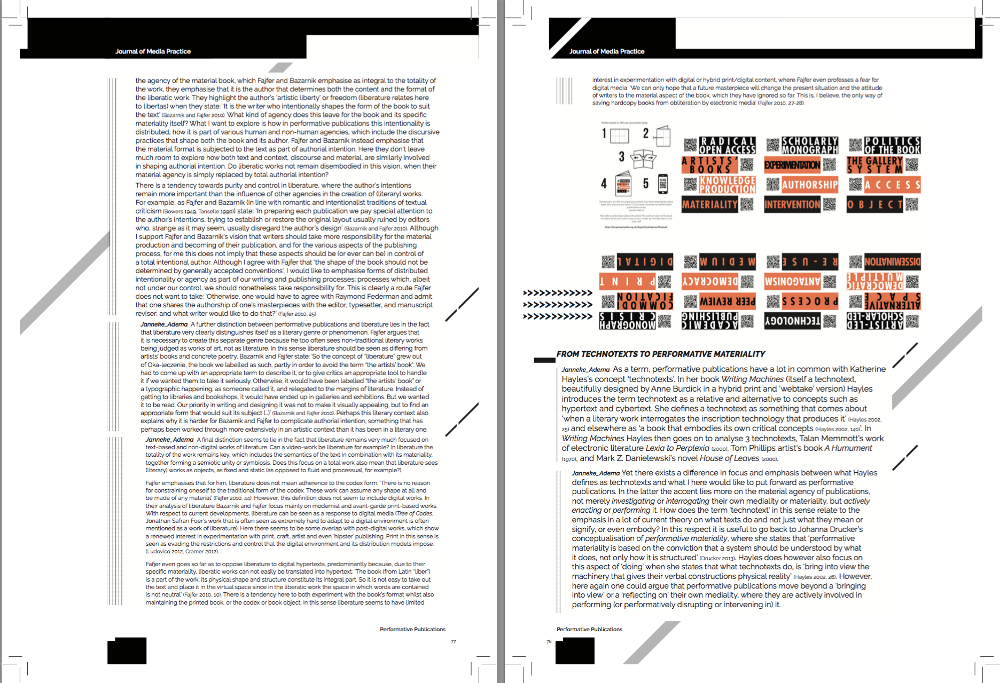 Journal of Media Practice
the agency of the material book, which Fajfer and Bazarnik emphasise as integral to the totality of
the work, they emphasise that it is the author that determines both the content and the format of
the liberatic work. They highlight the author's 'artistic liberty' or freedom (liberature relates here
to libertas) when they state: 'It is the writer who intentionally shapes the form of the book to suit
the text' (Bazarnik and Fajfer 2010). What kind of agency does this leave for the book and its specific
materiality itself? What I want to explore is how in performative publications this intentionality is
distributed, how it is part of various human and non-human agencies, which include the discursive
practices that shape both the book and its author. Fajfer and Bazarnik instead emphasise that
the material format is subjected to the text as part of authorial intention. Here they don't leave
much room to explore how both text and context, discourse and material, are similarly involved
in shaping authorial intention. Do liberatic works not remain disembodied in this vision, when their
material agency is simply replaced by total authorial intention?
There is a tendency towards purity and control in liberature, where the author's intentions
remain more important than the influence of other agencies in the creation of (literary) works.
For example, as Fajfer and Bazarnik (in line with romantic and intentionalist traditions of textual
criticism (Bowers 1949, Tanselle 1990)) state: 'In preparing each publication we pay special attention to
the author's intentions, trying to establish or restore the original layout usually ruined by editors
who, strange as it may seem, usually disregard the author's design' (Bazarnik and Fajfer 2010). Although
I support Fajfer and Bazarnik's vision that writers should take more responsibility for the material
production and becoming of their publication, and for the various aspects of the publishing
process, for me this does not imply that these aspects should be (or ever can be) in control of
a total intentional author. Although I agree with Fajfer that 'the shape of the book should not be
determined by generally accepted conventions', I would like to emphasise forms of distributed
intentionality or agency as part of our writing and publishing processes; processes which, albeit
not under our control, we should nonetheless take responsibility for. This is clearly a route Fajfer
does not want to take: 'Otherwise, one would have to agree with Raymond Federman and admit
that one shares the authorship of one's masterpieces with the editor, typesetter, and manuscript
reviser; and what writer would like to do that?' (Fajfer 2010, 25)
Janneke_Adema A further distinction between performative publications and liberature lies in the fact
that liberature very clearly distinguishes itself as a literary genre or phenomenon. Fajfer argues that
it is necessary to create this separate genre because he too often sees non-traditional literary works
being judged as works of art, not as literature. In this sense liberature should be seen as differing from
artists' books and concrete poetry, Bazarnik and Fajfer state: 'So the concept of "liberature" grew out
of Oka-leczenie, the book we labelled as such, partly in order to avoid the term "the artists' book". We
had to come up with an appropriate term to describe it, or to give critics an appropriate tool to handle
it if we wanted them to take it seriously. Otherwise, it would have been labelled "the artists' book" or
a typographic happening, as someone called it, and relegated to the margins of literature. Instead of
getting to libraries and bookshops, it would have ended up in galleries and exhibitions. But we wanted
it to be read. Our priority in writing and designing it was not to make it visually appealing, but to find an
appropriate form that would suit its subject (...)' (Bazarnik and Fajfer 2010). Perhaps this literary context also
explains why it is harder for Bazarnik and Fajfer to complicate authorial intention, something that has
perhaps been worked through more extensively in an artistic context than it has been in a literary one.
Janneke_Adema A final distinction seems to lie in the fact that liberature remains very much focused on
text-based and non-digital works of literature. Can a video-work be liberature for example? In liberature the
totality of the work remains key, which includes the semantics of the text in combination with its materiality,
together forming a semiotic unity or symbiosis. Does this focus on a total work also mean that liberature sees
(literary) works as objects, as fixed and static (as opposed to fluid and processual, for example?).
Fajfer emphasises that for him, liberature does not mean adherence to the codex form: 'There is no reason
for constraining oneself to the traditional form of the codex. These work can assume any shape at all and
be made of any material' (Fajfer 2010, 44). However, this definition does not seem to include digital works. In
their analysis of liberature Bazarnik and Fajfer focus mainly on modernist and avant-garde print-based works.
With respect to current developments, liberature can be seen as a response to digital media (Tree of Codes,
Jonathan Safran Foer's work that is often seen as extremely hard to adapt to a digital environment is often
mentioned as a work of liberature). Here there seems to be some overlap with post-digital works, which show
a renewed interest in experimentation with print, craft, artist and even 'hipster' publishing. Print in this sense is
seen as evading the restrictions and control that the digital environment and its distribution models impose.
(Ludovico 2012, Cramer 2012).
Fafjer even goes so far as to oppose liberature to digital hypertexts, predominantly because, due to their
specific materiality, liberatic works can not easily be translated into hypertext: 'The book (from Latin "liber")
is a part of the work; its physical shape and structure constitute its integral part. So it is not easy to take out
the text and place it in the virtual space since in the liberatic work the space in which words are contained
is not neutral' (Fajfer 2010, 10). There is a tendency here to both experiment with the book's format whilst also
maintaining the printed book, or the codex or book object. In this sense liberature seems to have limited
Performative Publications
77
Journal of Media Practice
interest in experimentation with digital or hybrid print/digital content, where Fajfer even professes a fear for
digital media: 'We can only hope that a future masterpiece will change the present situation and the attitude
of writers to the material aspect of the book, which they have ignored so far. This is, I believe, the only way of
saving hardcopy books from obliteration by electronic media' (Fajfer 2010, 27-28).
1 2
3
4 5
http://disruptivemedia.org.uk/thepoliticalnatureofthebook
RADICAL OPEN ACCESS
SCHOLARLY MONOGRAPH
POLITICS OF THE BOOK
ARTISTS' BOOKS
EXPERIMENTATION
THE GALLERY SYSTEM
KNOWLEDGE PRODUCTION
AUTHORSHIP
ACCESS
MATERIALITY
INTERVENTION
OBJECT
DIGITAL
MEDIUM
RE-USE
DISSEMINATION
PRINT
DEMOCRACY
ANTAGONISM
DEMOCRATIC MULTIPLE
COMMODIFICATION
PEER REVIEW
PROCESS
ALTERNATIVE SPACE
MONOGRAPH CRISIS
ACADEMIC PUBLISHING
TECHNOLOGY
ARTIST-LED SCHOLAR-LED
>>>>>>>>>>>>
>>>>>>>>>>>>
>>>>>>>>>>>>
FROM TECHNOTEXTS TO PERFORMATIVE MATERIALITY
Janneke_Adema As a term, performative publications have a lot in common with Katherine
Hayles's concept 'technotexts'. In her book Writing Machines (itself a technotext,
beautifully designed by Anne Burdick in a hybrid print and 'webtake' version) Hayles
introduces the term technotext as a relative and alternative to concepts such as
hypertext and cybertext. She defines a technotext as something that comes about
'when a literary work interrogates the inscription technology that produces it' (Hayles 2002,
25) and elsewhere as 'a book that embodies its own critical concepts (Hayles 2002, 140)'. In
Writing Machines Hayles then goes on to analyse 3 technotexts, Talan Memmott's work
of electronic literature Lexia to Perplexia (2000), Tom Phillips artist's book A Humument
(1970), and Mark Z. Danielewski's novel House of Leaves (2000).
Janneke_Adema Yet there exists a difference in focus and emphasis between what Hayles
defines as technotexts and what I here would like to put forward as performative
publications. In the latter the accent lies more on the material agency of publications,
not merely investigating or interrogating their own mediality or materiality, but actively
enacting or performing it. How does the term 'technotext' in this sense relate to the
emphasis in a lot of current theory on what texts do and not just what they mean or
signify, or even embody? In this respect it is useful to go back to Johanna Drucker's
conceptualisation of performative materiality, where she states that 'performative
materiality is based on the conviction that a system should be understood by what
it does, not only how it is structured' (Drucker 2013). Hayles does however also focus on
this aspect of 'doing' when she states that what technotexts do, is 'bring into view the
machinery that gives their verbal constructions physical reality' (Hayles 2002, 26). However,
here again one could argue that performative publications move beyond a 'bringing
into view' or a 'reflecting on' their own mediality, where they are actively involved in
performing (or performatively disrupting or intervening in) it.
Performative Publications
78